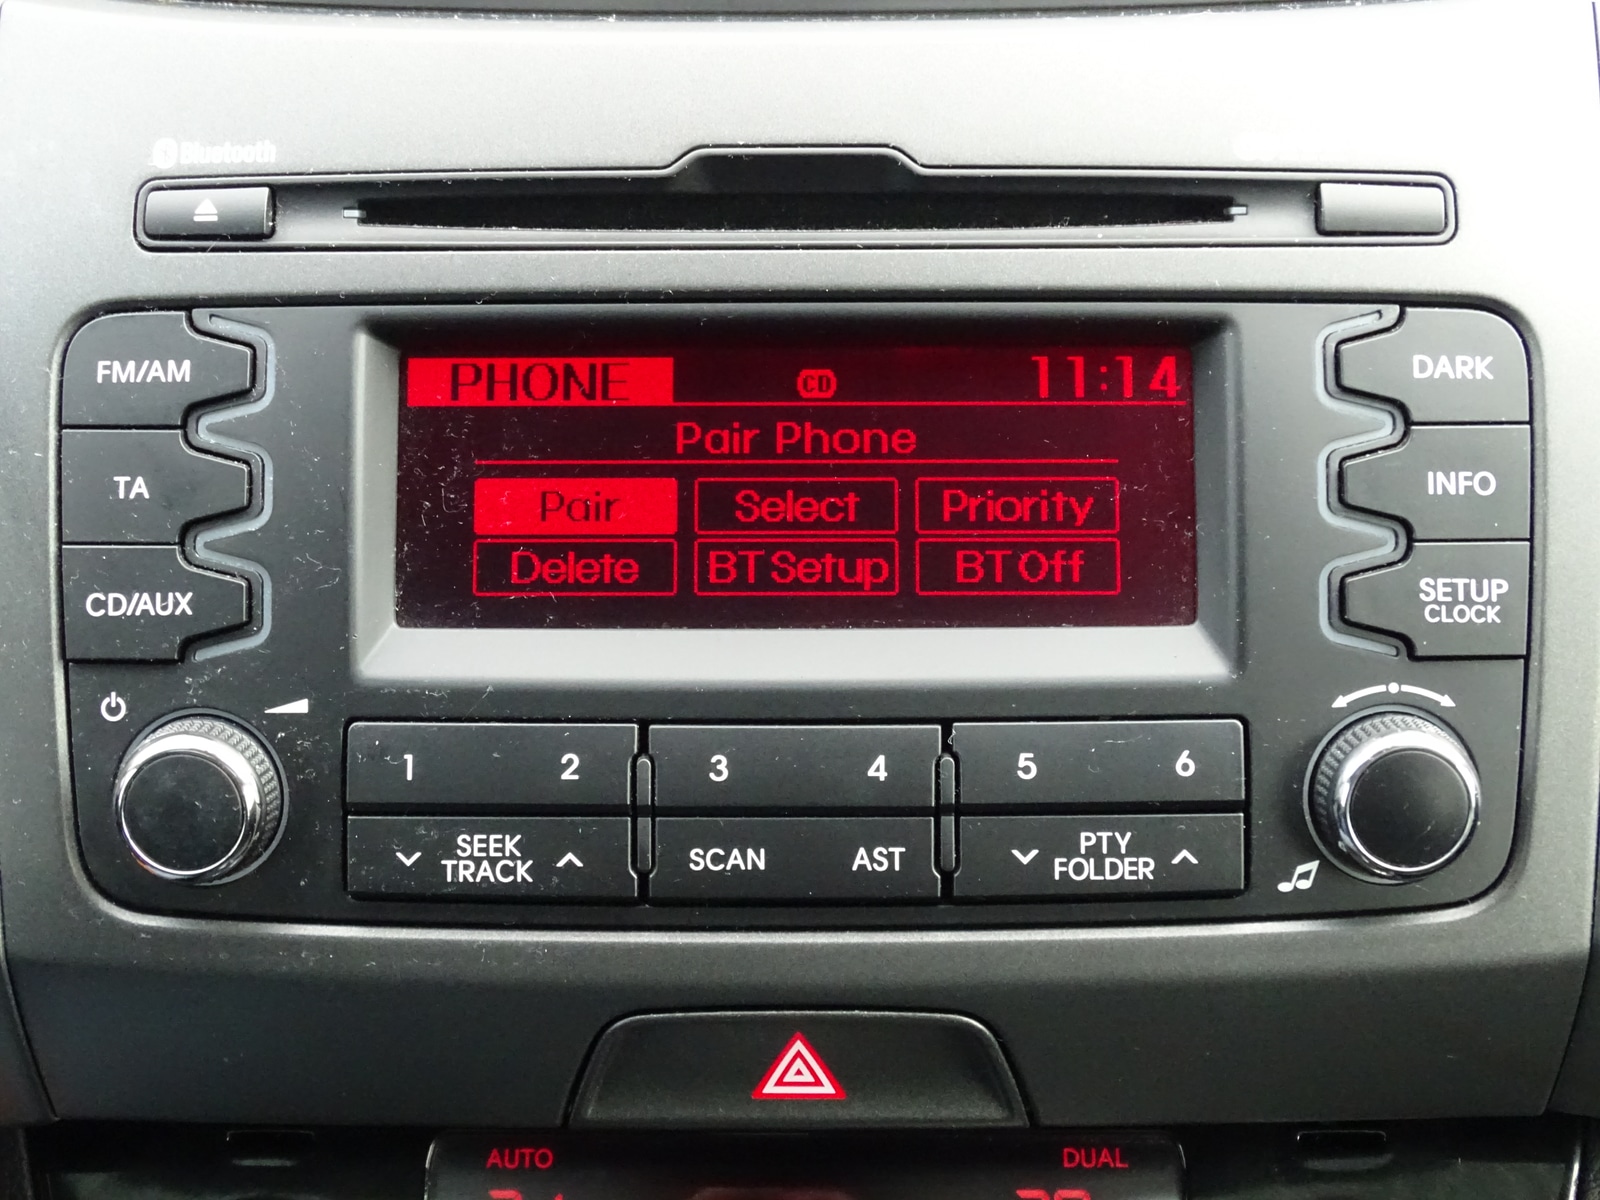 Bluetooth
FM/AM
TA
CD/AUX
PHONE CD 11:14
Pair Phone
Pair Select Priority
Delete BT Setup BT Off
DARK
INFO
SETUP
CLOCK
1 2 3 4 5 6
SEEK
TRACK
SCAN AST
PTY
FOLDER
AUTO DUAL